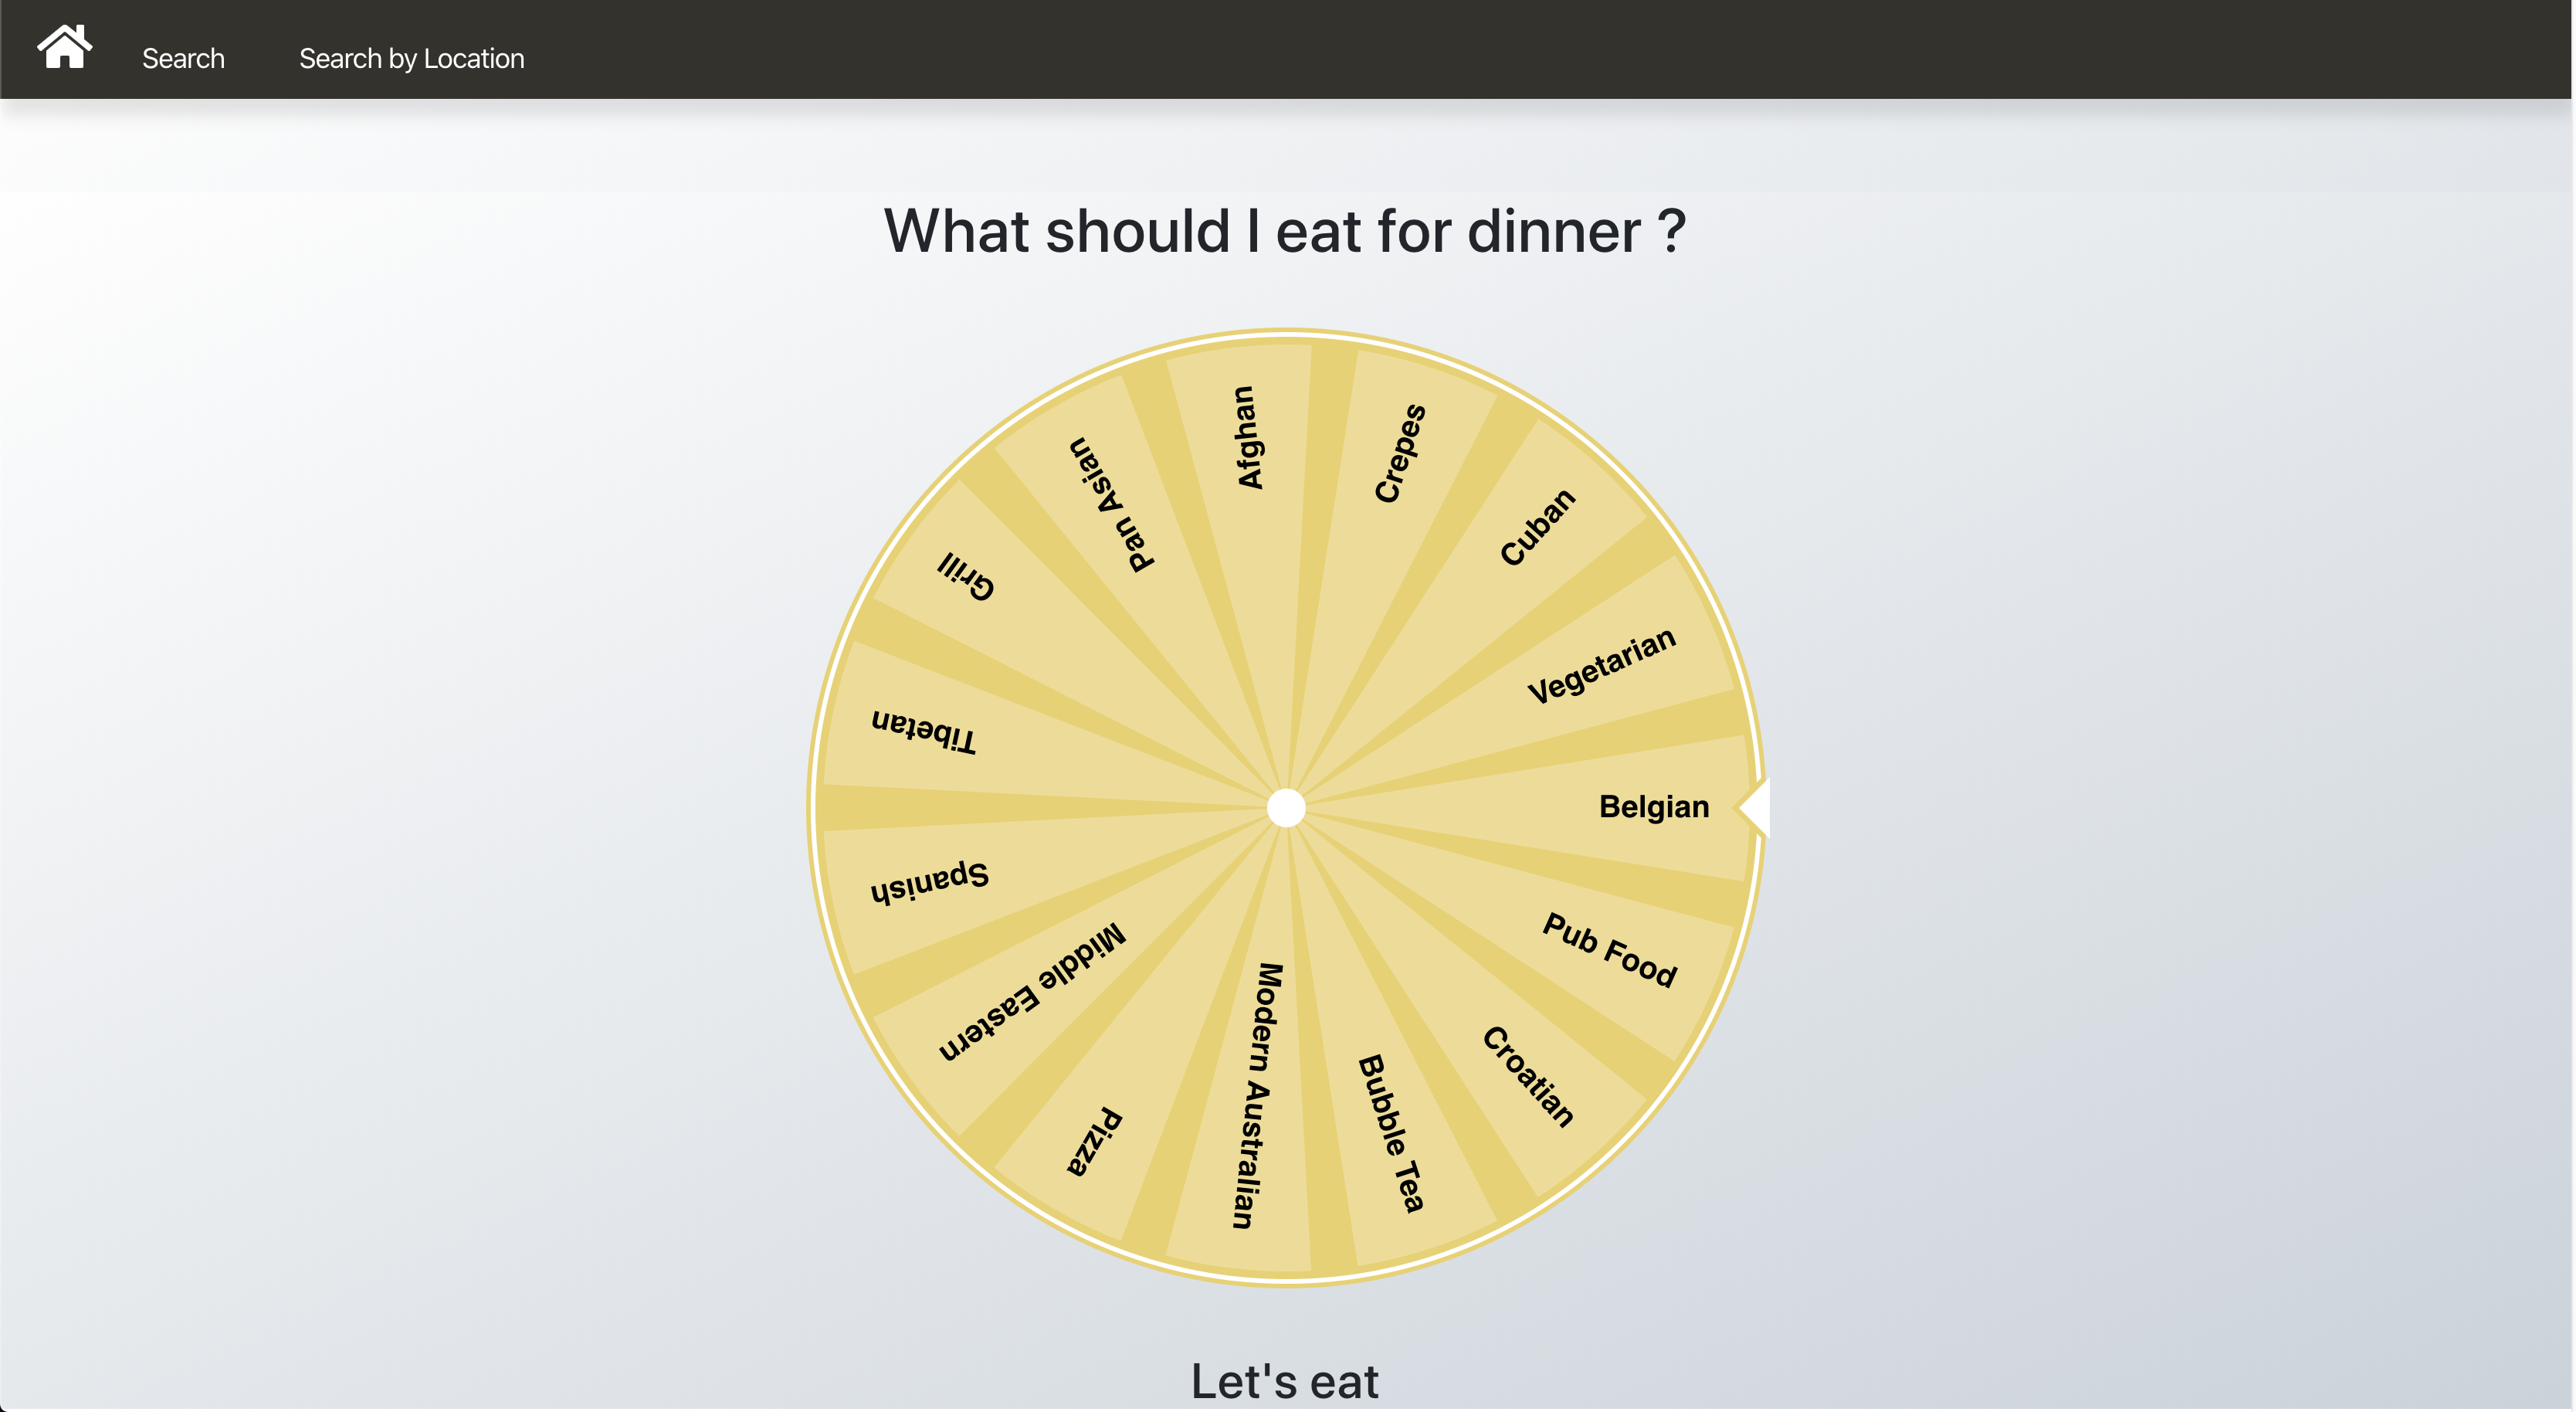 Search
Search by Location
What should I eat for dinner ?
Afghan
Crepes
Cuban
Vegetarian
Belgian
Pub Food
Croatian
Bubble Tea
Modern Australian
Pizza
Middle Eastern
Spanish
Tibetan
Grill
Pan Asian
Let's eat